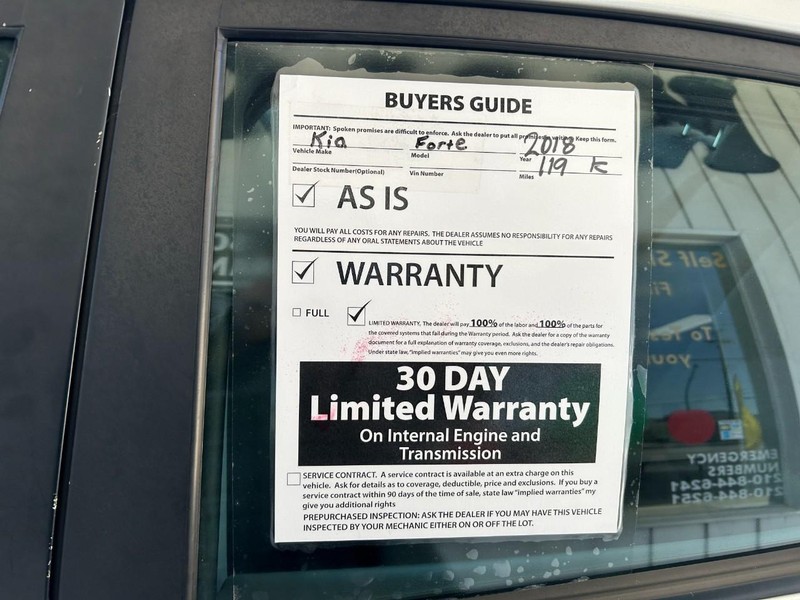 BUYERS GUIDE
IMPORTANT: Spoken promises are difficult to enforce. Ask the dealer to put all promises in writing. Keep this form.
Kia Forte 2018
Vehicle Make Model Year
119 K
Dealer Stock Number(Optional) Vin Number Miles
AS IS
YOU WILL PAY ALL COSTS FOR ANY REPAIRS. THE DEALER ASSUMES NO RESPONSIBILITY FOR ANY REPAIRS
REGARDLESS OF ANY ORAL STATEMENTS ABOUT THE VEHICLE
WARRANTY
FULL
LIMITED WARRANTY, The dealer will pay 100% of the labor and 100% of the parts for
the covered systems that fail during the Warranty period. Ask the dealer for a copy of the warranty
document for a full explanation of warranty coverage, exclusions, and the dealer's repair obligations.
Under state law, "implied warranties" may give you even more rights.
30 DAY
Limited Warranty
On Internal Engine and
Transmission
SERVICE CONTRACT. A service contract is available at an extra charge on this
vehicle. Ask for details as to coverage, deductible, price and exclusions. If you buy a
service contract within 90 days of the time of sale, state law "implied warranties" my
give you additional rights
PREPURCHASED INSPECTION: ASK THE DEALER IF YOU MAY HAVE THIS VEHICLE
INSPECTED BY YOUR MECHANIC EITHER ON OR OFF THE LOT.
EMERGENCY
NUMBERS
210-844-6241
210-844-6251